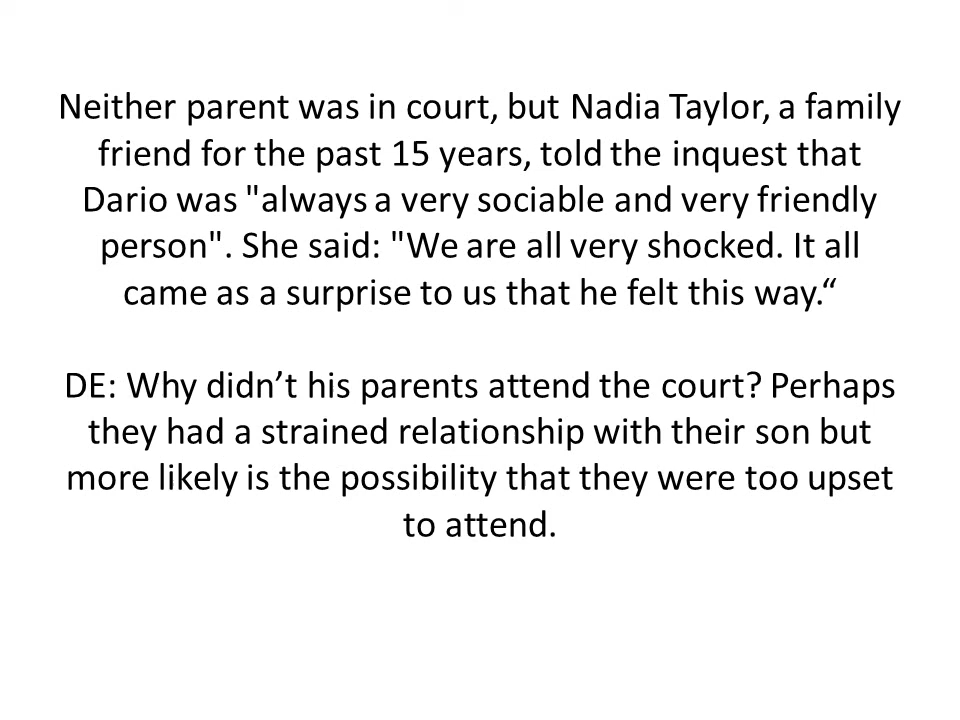 Neither parent was in court, but Nadia Taylor, a family
friend for the past 15 years, told the inquest that
Dario was "always a very sociable and very friendly
person". She said: "We are all very shocked. It all
came as a surprise to us that he felt this way.“
DE: Why didn’t his parents attend the court? Perhaps
they had a strained relationship with their son but
more likely is the possibility that they were too upset
to attend.